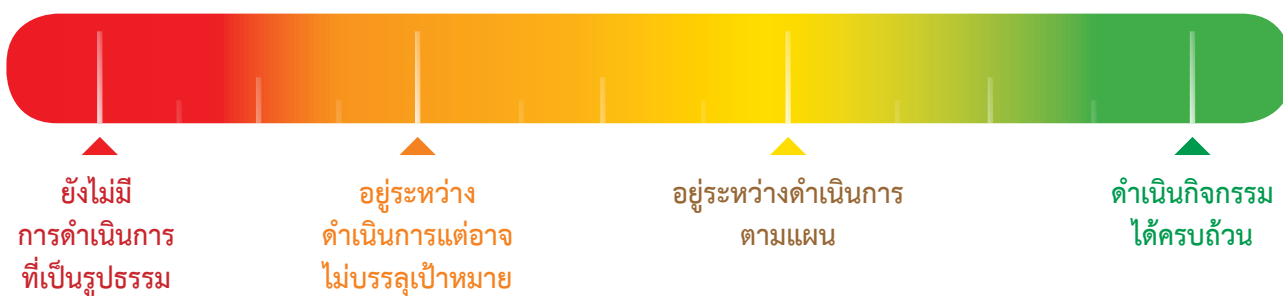 ยังไม่มี
การดำเนินการ
ที่เป็นรูปธรรม
อยู่ระหว่าง
ดำเนินการแต่อาจ
ไม่บรรลุเป้าหมาย
อยู่ระหว่างดำเนินการ
ตามแผน
ดำเนินกิจกรรม
ได้ครบถ้วน